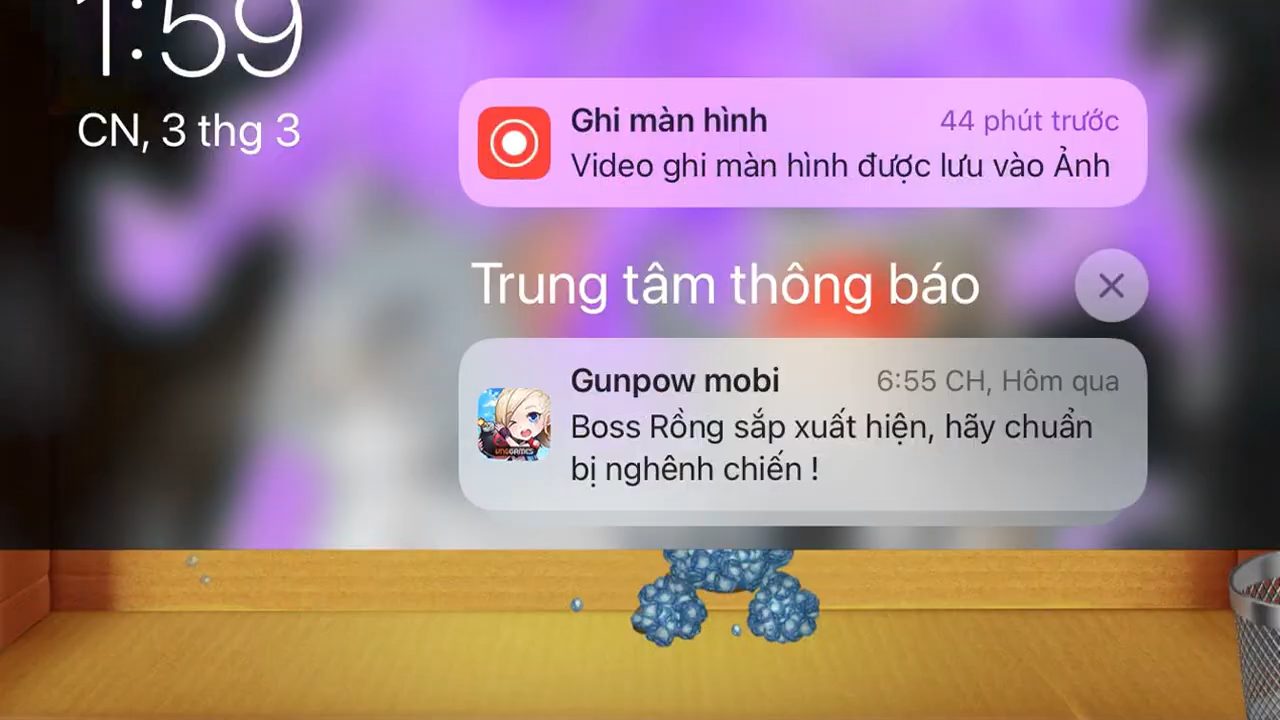 1:59
CN, 3 thg 3
Ghi màn hình 44 phút trước
Video ghi màn hình được lưu vào Ảnh
Trung tâm thông báo
Gunpow mobi 6:55 CH, Hôm qua
Boss Rồng sắp xuất hiện, hãy chuẩn
bị nghênh chiến !
VNGGAMES